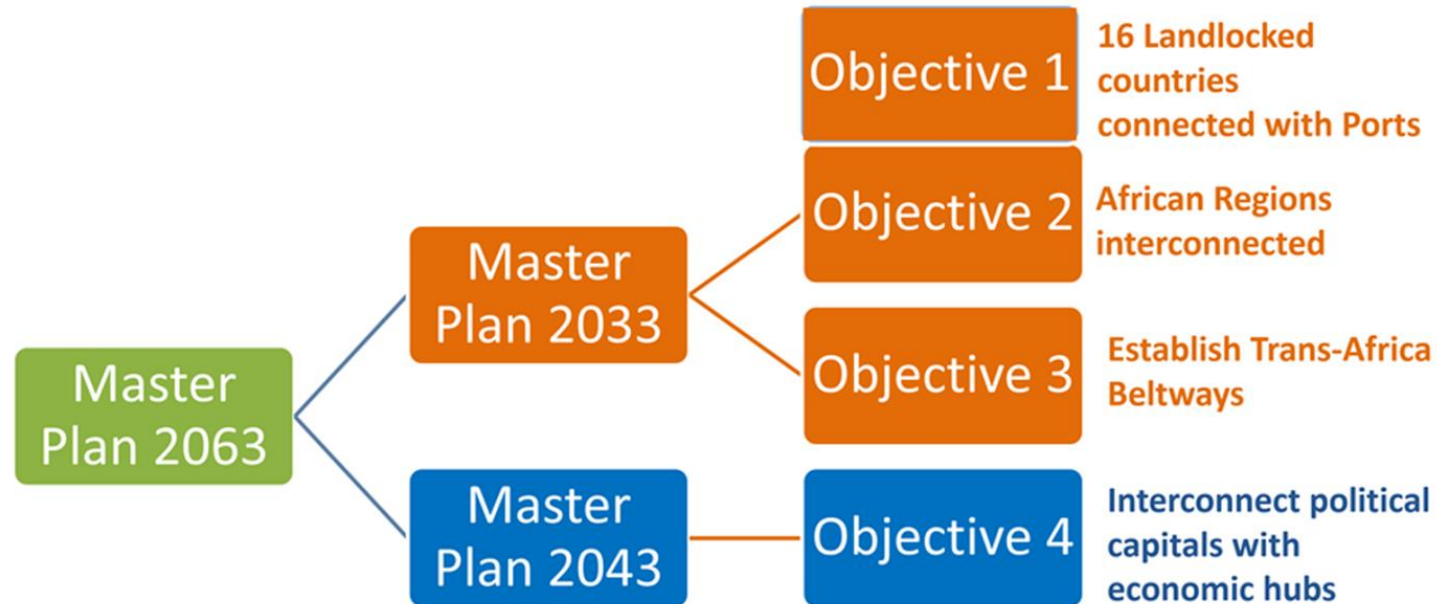 Master
Plan 2063
Master
Plan 2033
Master
Plan 2043
Objective 1
16 Landlocked
countries
connected with Ports
Objective 2
African Regions
interconnected
Objective 3
Establish Trans-Africa
Beltways
Objective 4
Interconnect political
capitals with
economic hubs